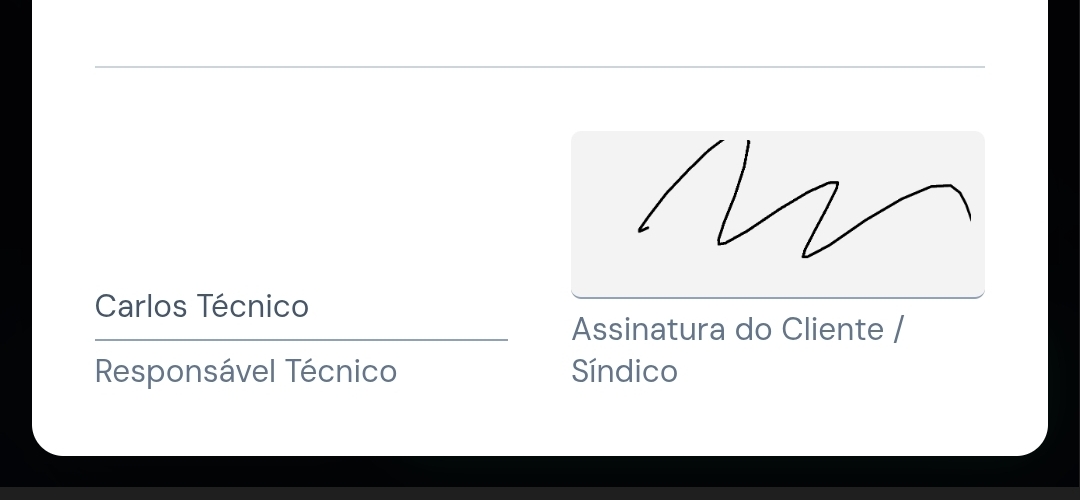 Carlos Técnico
Responsável Técnico
Assinatura do Cliente /
Síndico